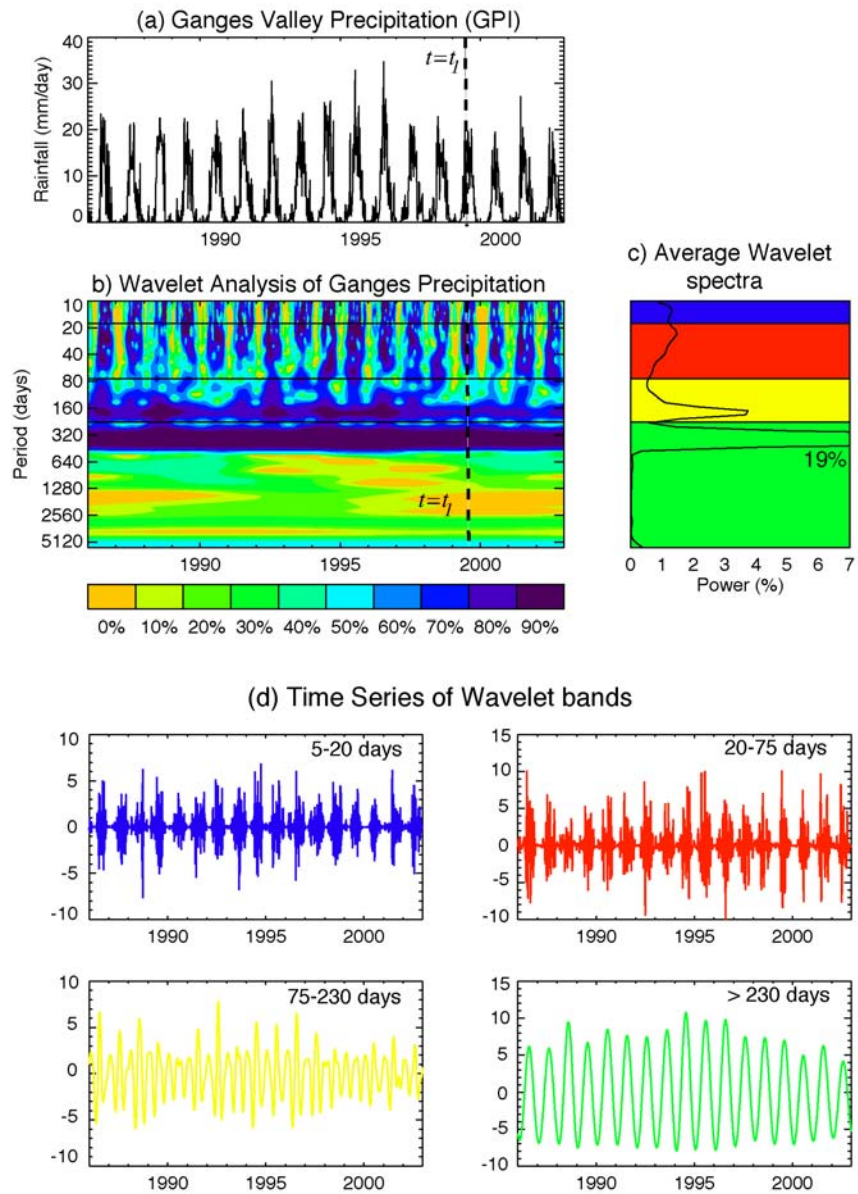 (a) Ganges Valley Precipitation (GPI)
40
30
20
10
0
Rainfall (mm/day)
t=t1
1990 1995 2000
b) Wavelet Analysis of Ganges Precipitation
10
20
40
80
160
320
640
1280
2560
5120
Period (days)
t=t1
1990 1995 2000
0% 10% 20% 30% 40% 50% 60% 70% 80% 90%
c) Average Wavelet
spectra
19%
0 1 2 3 4 5 6 7
Power (%)
(d) Time Series of Wavelet bands
5-20 days
10
5
0
-5
-10
1990 1995 2000
20-75 days
15
10
5
0
-5
-10
1990 1995 2000
75-230 days
10
5
0
-5
-10
1990 1995 2000
> 230 days
15
10
5
0
-5
-10
1990 1995 2000